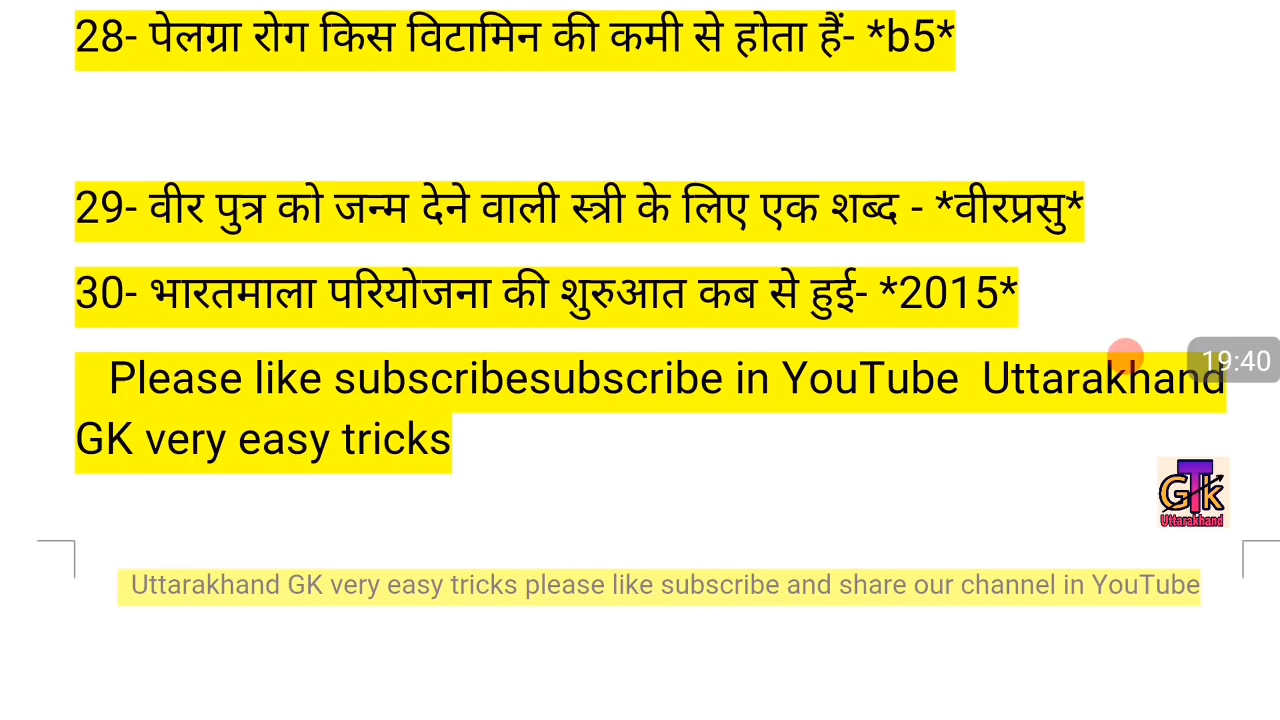 28- पेलग्रा रोग किस विटामिन की कमी से होता हैं- *b5*
29- वीर पुत्र को जन्म देने वाली स्त्री के लिए एक शब्द - *वीरप्रसु*
30- भारतमाला परियोजना की शुरुआत कब से हुई- *2015*
Please like subscribesubscribe in YouTube Uttarakhand
19:40
GK very easy tricks
GTK
Uttarakhand
Uttarakhand GK very easy tricks please like subscribe and share our channel in YouTube